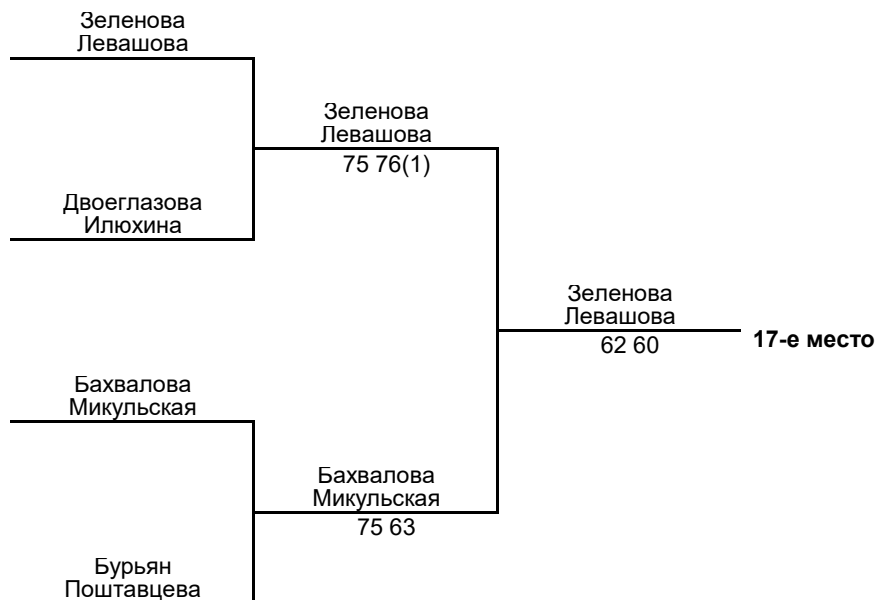 Зеленова
Левашова
Зеленова
Левашова
75 76(1)
Двоеглазова
Илюхина
Зеленова
Левашова
62 60
17-е место
Бахвалова
Микульская
Бахвалова
Микульская
75 63
Бурьян
Поштавцева